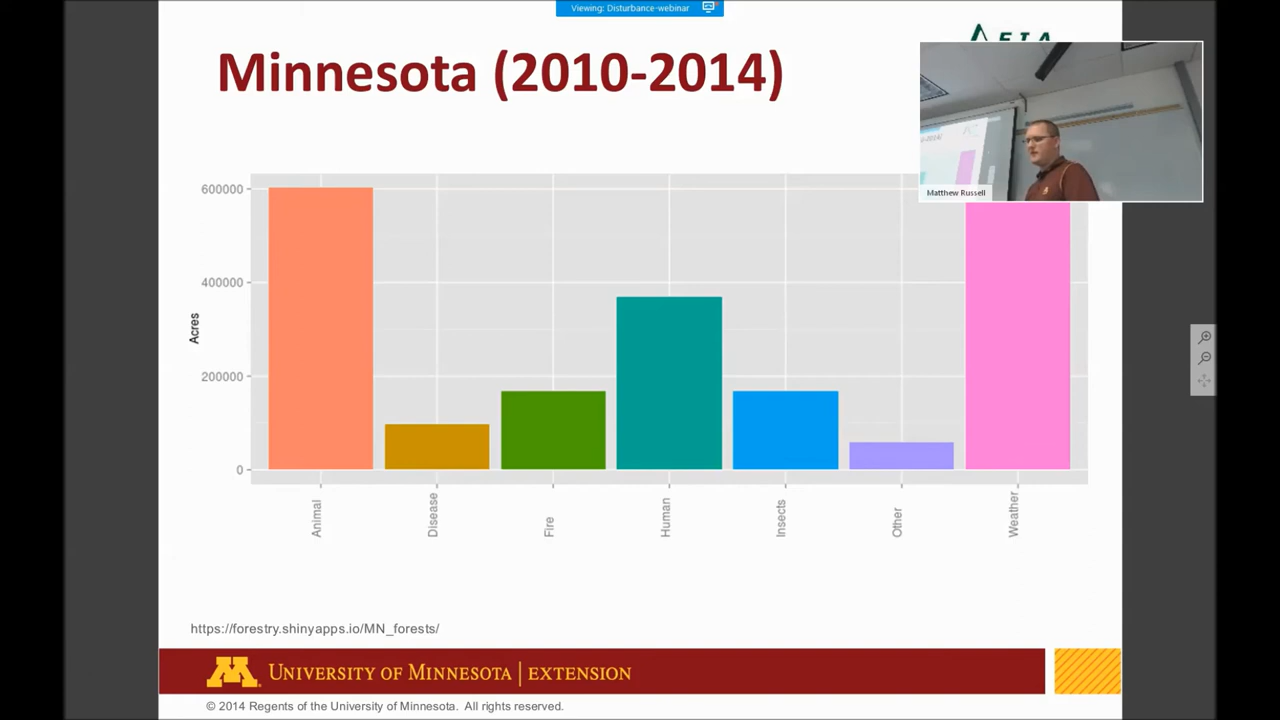 Viewing: Disturbance-webinar
Minnesota (2010-2014)
FIA
Matthew Russell
600000
400000
200000
0
Acres
Animal
Disease
Fire
Human
Insects
Other
Weather
https://forestry.shinyapps.io/MN_forests/
M University of Minnesota | EXTENSION
© 2014 Regents of the University of Minnesota. All rights reserved.